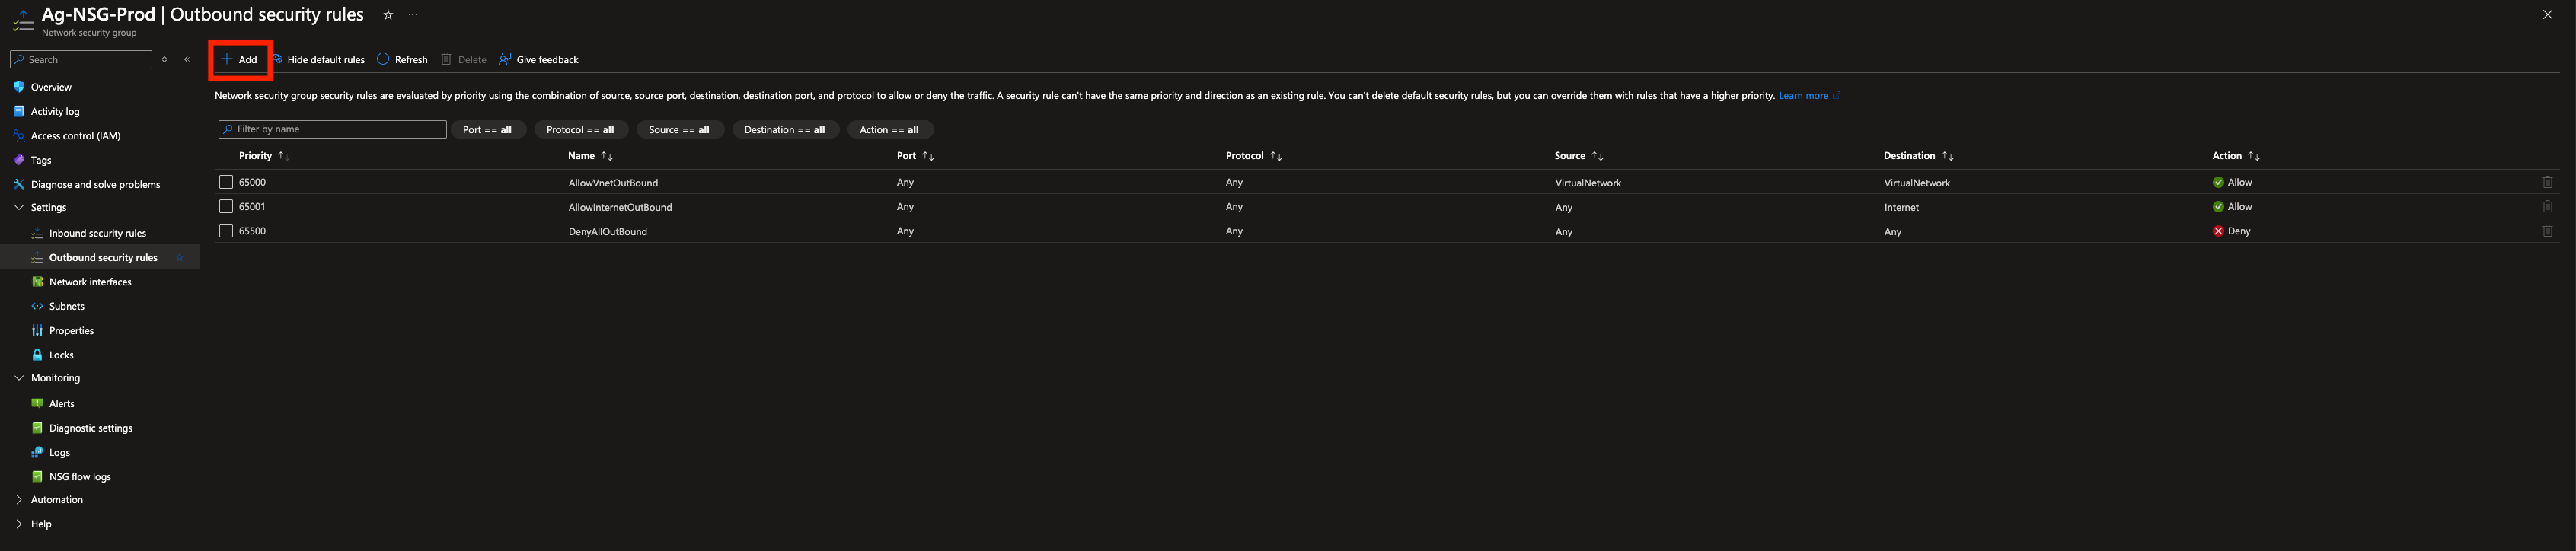 Ag-NSG-Prod | Outbound security rules
Network security group
Search
Add Hide default rules Refresh Delete Give feedback
Overview
Activity log
Access control (IAM)
Tags
Diagnose and solve problems
Settings
Inbound security rules
Outbound security rules
Network interfaces
Subnets
Properties
Locks
Monitoring
Alerts
Diagnostic settings
Logs
NSG flow logs
Automation
Help
Network security group security rules are evaluated by priority using the combination of source, source port, destination, destination port, and protocol to allow or deny the traffic. A security rule can't have the same priority and direction as an existing rule. You can't delete default security rules, but you can override them with rules that have a higher priority. Learn more
Filter by name Port == all Protocol == all Source == all Destination == all Action == all
Priority Name Port Protocol Source Destination Action
65000 AllowVnetOutBound Any Any VirtualNetwork VirtualNetwork Allow
65001 AllowInternetOutBound Any Any Any Internet Allow
65500 DenyAllOutBound Any Any Any Any Deny